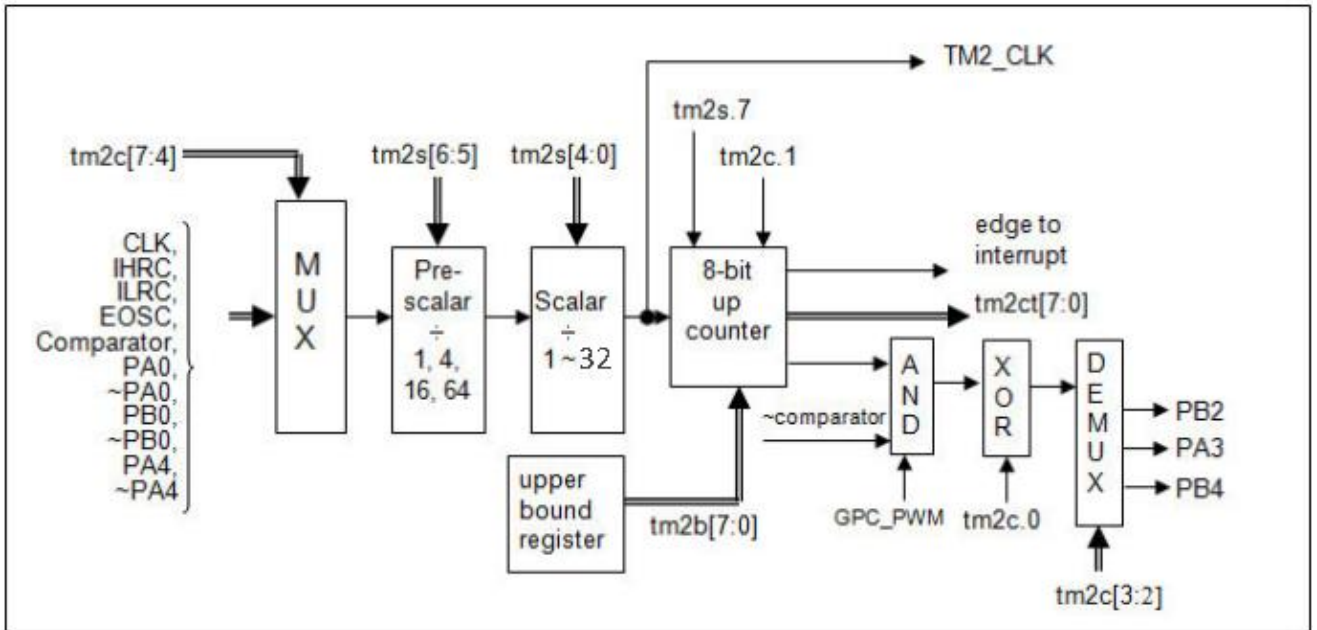 TM2_CLK
tm2s.7
tm2c[7:4]
tm2s[6:5]
tm2s[4:0]
tm2c.1
CLK,
IHRC,
ILRC,
EOSC,
Comparator,
PA0,
~PA0,
PB0,
~PB0,
PA4,
~PA4
M
U
X
Pre-
scalar
÷
1, 4,
16, 64
Scalar
÷
1 ~ 32
8-bit
up
counter
edge to
interrupt
tm2ct[7:0]
~comparator
A
N
D
X
O
R
D
E
M
U
X
PB2
PA3
PB4
upper
bound
register
tm2b[7:0]
GPC_PWM
tm2c.0
tm2c[3:2]